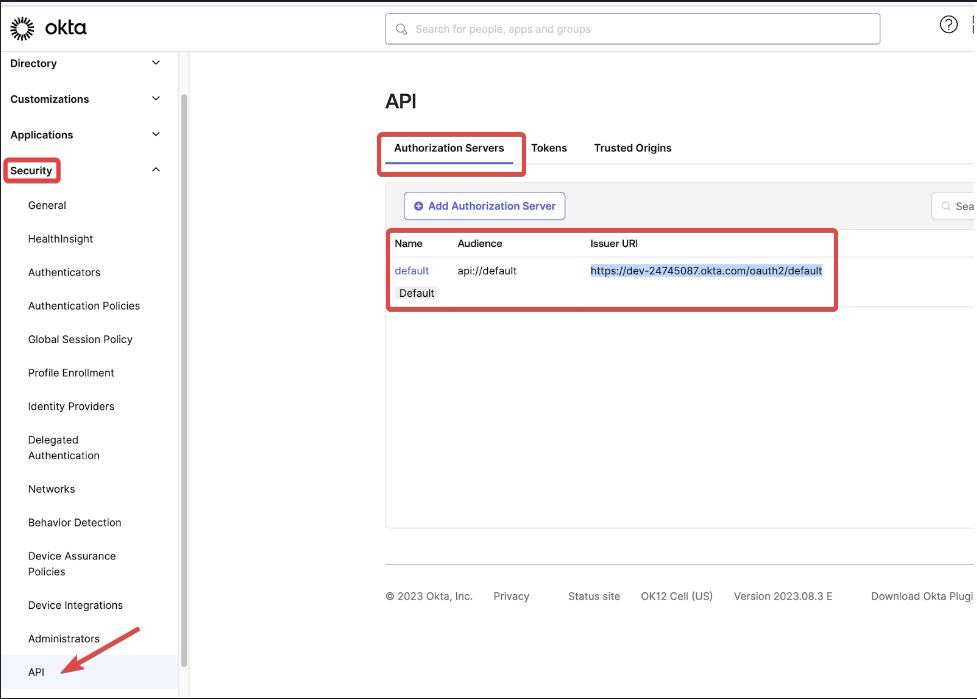 okta
Search for people, apps and groups
Directory
Customizations
Applications
Security
General
HealthInsight
Authenticators
Authentication Policies
Global Session Policy
Profile Enrollment
Identity Providers
Delegated
Authentication
Networks
Behavior Detection
Device Assurance
Policies
Device Integrations
Administrators
API
API
Authorization Servers Tokens Trusted Origins
Add Authorization Server Sea
Name Audience Issuer URI
default api://default https://dev-24745087.okta.com/oauth2/default
Default
© 2023 Okta, Inc. Privacy Status site OK12 Cell (US) Version 2023.08.3 E Download Okta Plugi